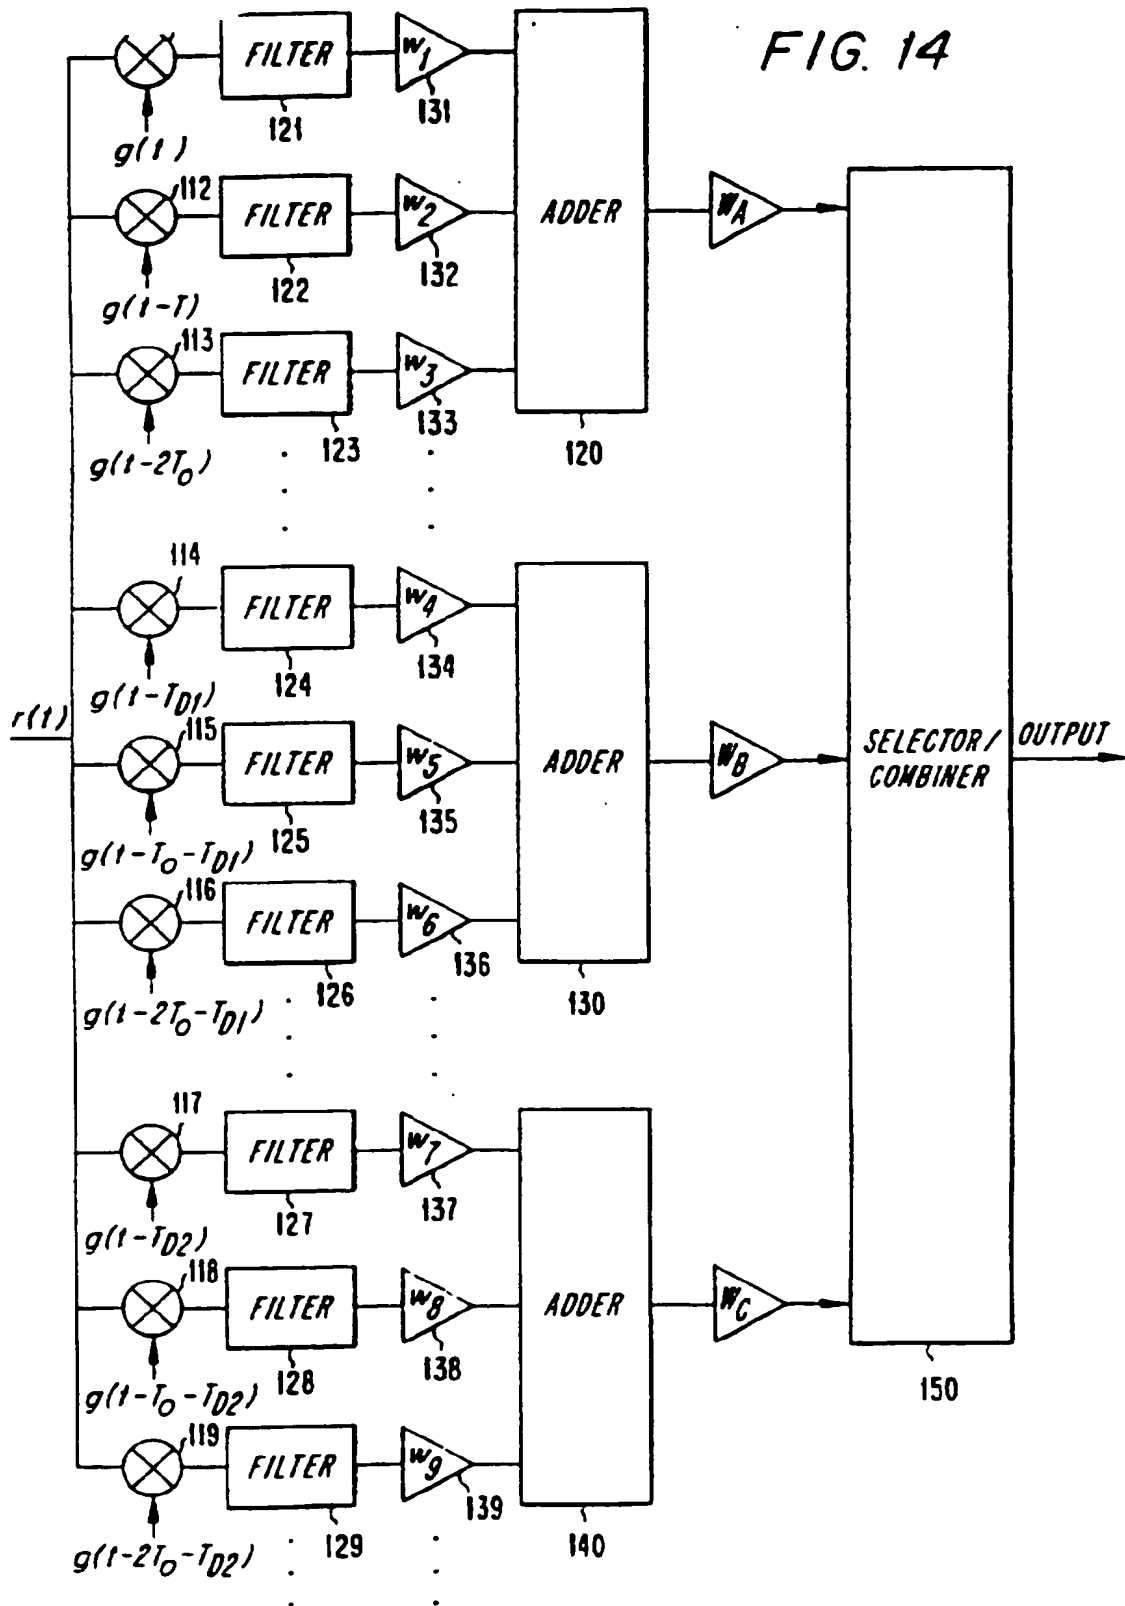 FIG. 14
FILTER
w1
121
131
g(t)
112
FILTER
w2
ADDER
WA
122
132
g(t-T)
113
FILTER
w3
123
133
120
g(t-2To)
114
FILTER
w4
124
134
g(t-TD1)
r(t)
115
FILTER
w5
ADDER
WB
SELECTOR/
COMBINER
OUTPUT
125
135
g(t-To-TD1)
116
FILTER
w6
126
136
130
g(t-2To-TD1)
117
FILTER
w7
127
137
g(t-TD2)
118
FILTER
w8
ADDER
WC
128
138
150
g(t-To-TD2)
119
FILTER
w9
129
139
140
g(t-2To-TD2)